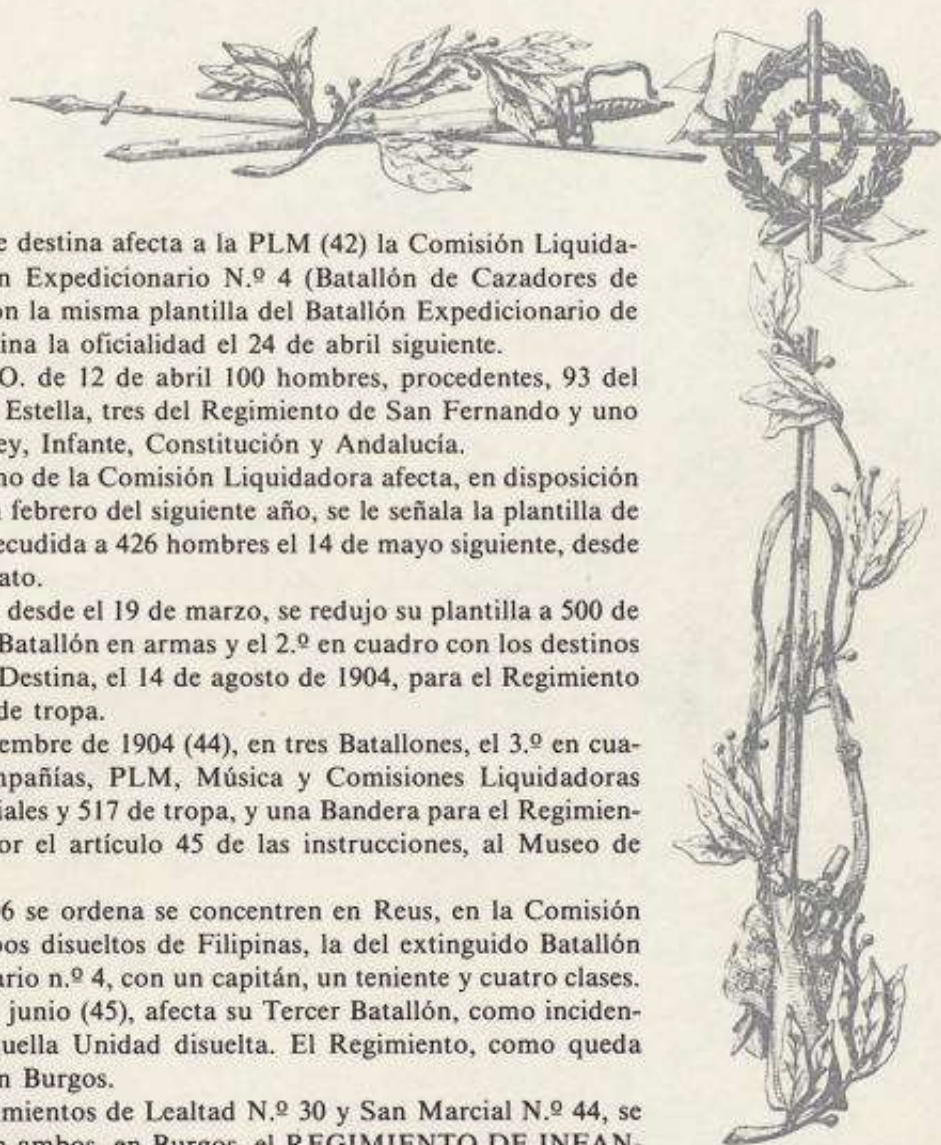 e destina afecta a la PLM (42) la Comisión Liquida-
n Expedicionario N.º 4 (Batallón de Cazadores de
on la misma plantilla del Batallón Expedicionario de
ina la oficialidad el 24 de abril siguiente.
O. de 12 de abril 100 hombres, procedentes, 93 del
Estella, tres del Regimiento de San Fernando y uno
ey, Infante, Constitución y Andalucía.
no de la Comisión Liquidadora afecta, en disposición
n febrero del siguiente año, se le señala la plantilla de
ecudida a 426 hombres el 14 de mayo siguiente, desde
ato.
desde el 19 de marzo, se redujo su plantilla a 500 de
Batallón en armas y el 2.º en cuadro con los destinos
Destina, el 14 de agosto de 1904, para el Regimiento
de tropa.
embre de 1904 (44), en tres Batallones, el 3.º en cua-
mpañías, PLM, Música y Comisiones Liquidadoras
iales y 517 de tropa, y una Bandera para el Regimien-
or el artículo 45 de las instrucciones, al Museo de
6 se ordena se concentren en Reus, en la Comisión
pos disueltos de Filipinas, la del extinguido Batallón
ario n.º 4, con un capitán, un teniente y cuatro clases.
junio (45), afecta su Tercer Batallón, como inciden-
uella Unidad disuelta. El Regimiento, como queda
n Burgos.
mientos de Lealtad N.º 30 y San Marcial N.º 44, se
n ambos, en Burgos, el REGIMIENTO DE INFAN-